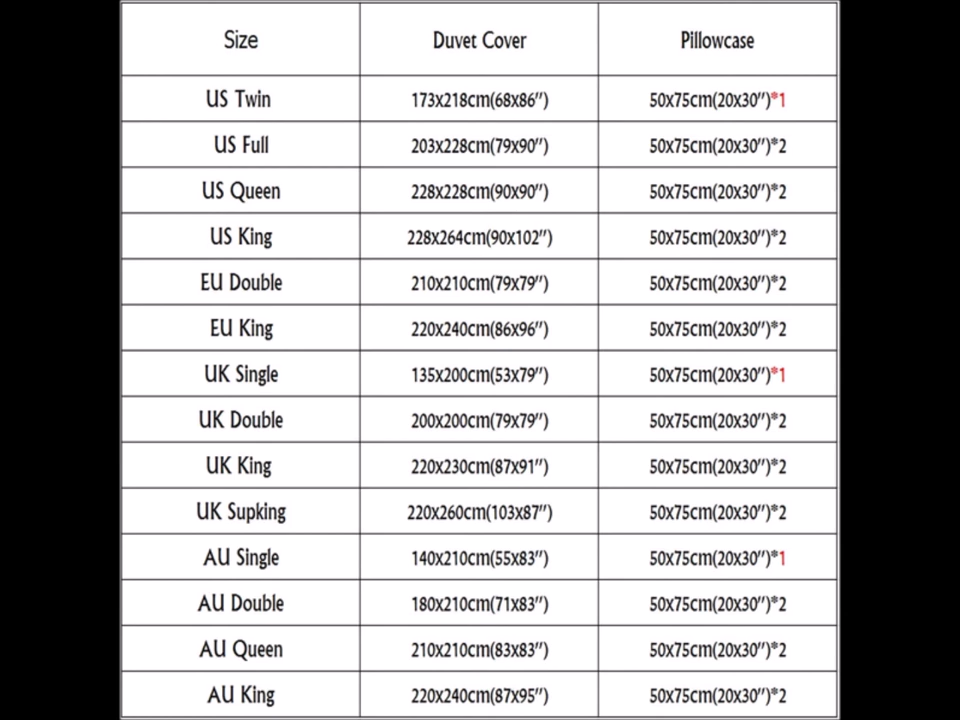 Size Duvet Cover Pillowcase
US Twin 173x218cm(68x86″) 50x75cm(20x30″)*1
US Full 203x228cm(79x90″) 50x75cm(20x30″)*2
US Queen 228x228cm(90x90″) 50x75cm(20x30″)*2
US King 228x264cm(90x102″) 50x75cm(20x30″)*2
EU Double 210x210cm(79x79″) 50x75cm(20x30″)*2
EU King 220x240cm(86x96″) 50x75cm(20x30″)*2
UK Single 135x200cm(53x79″) 50x75cm(20x30″)*1
UK Double 200x200cm(79x79″) 50x75cm(20x30″)*2
UK King 220x230cm(87x91″) 50x75cm(20x30″)*2
UK Supking 220x260cm(103x87″) 50x75cm(20x30″)*2
AU Single 140x210cm(55x83″) 50x75cm(20x30″)*1
AU Double 180x210cm(71x83″) 50x75cm(20x30″)*2
AU Queen 210x210cm(83x83″) 50x75cm(20x30″)*2
AU King 220x240cm(87x95″) 50x75cm(20x30″)*2